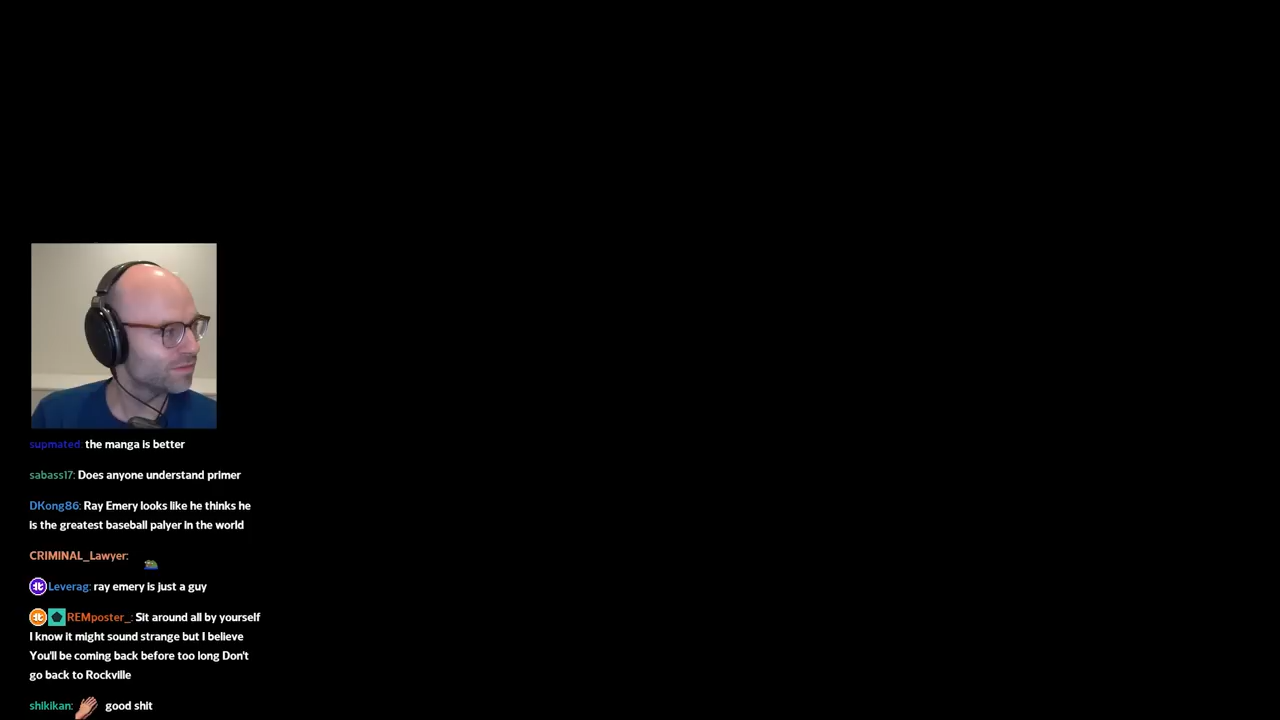 supmated: the manga is better
sabass17: Does anyone understand primer
DKong86: Ray Emery looks like he thinks he
is the greatest baseball palyer in the world
CRIMINAL_Lawyer:
Leverag: ray emery is just a guy
REMposter_: Sit around all by yourself
I know it might sound strange but I believe
You'll be coming back before too long Don't
go back to Rockville
shikikan: good shit